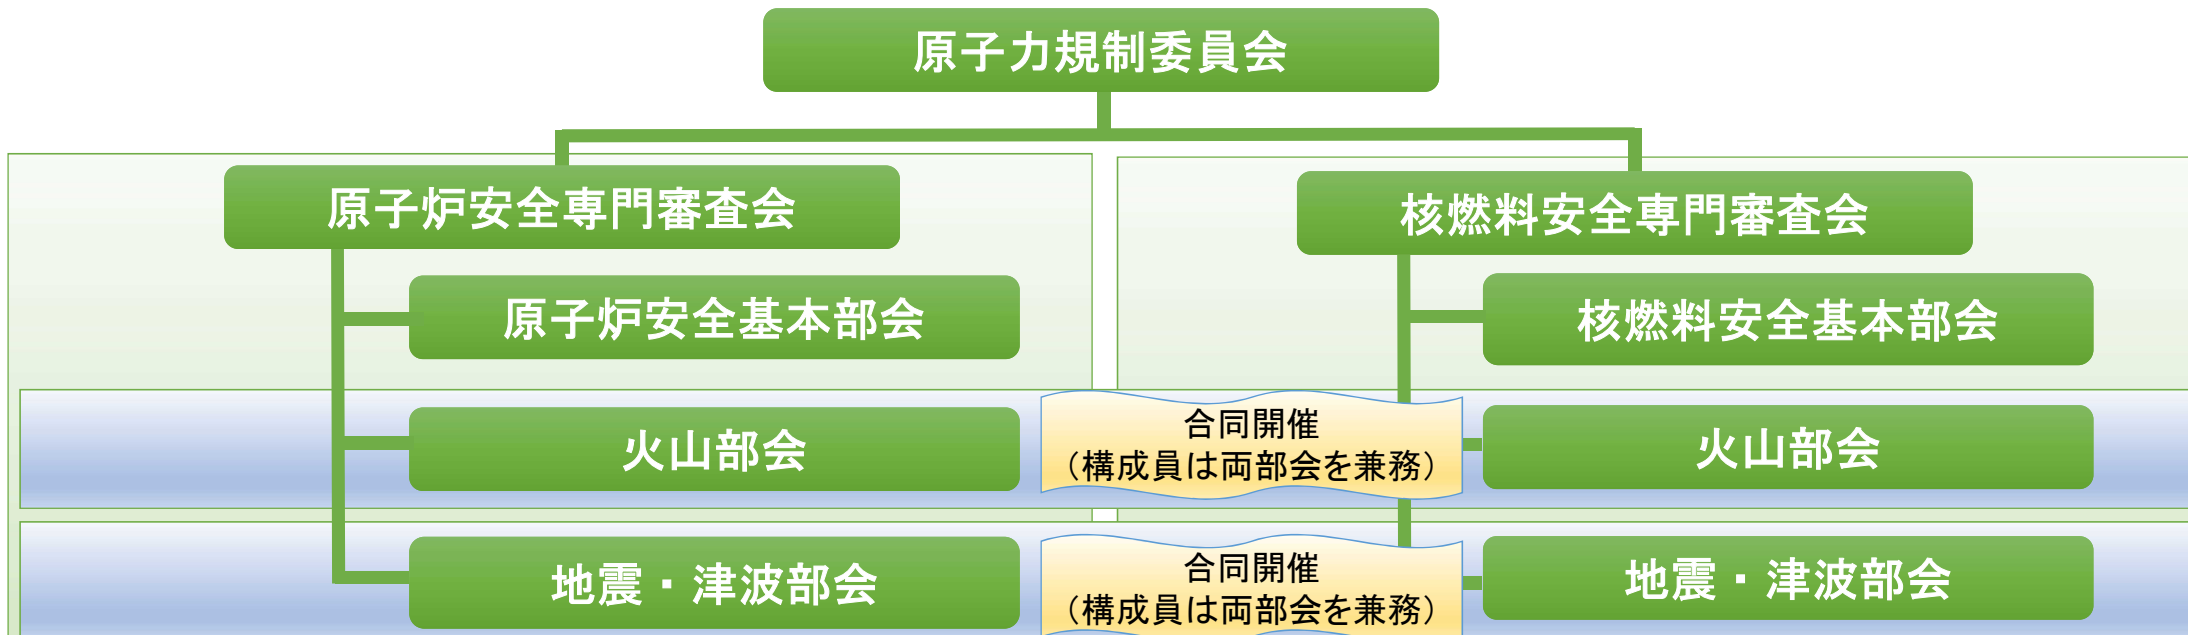 原子力規制委員会
原子炉安全専門審査会
核燃料安全専門審査会
原子炉安全基本部会
核燃料安全基本部会
火山部会
合同開催
（構成員は両部会を兼務）
火山部会
地震・津波部会
合同開催
（構成員は両部会を兼務）
地震・津波部会